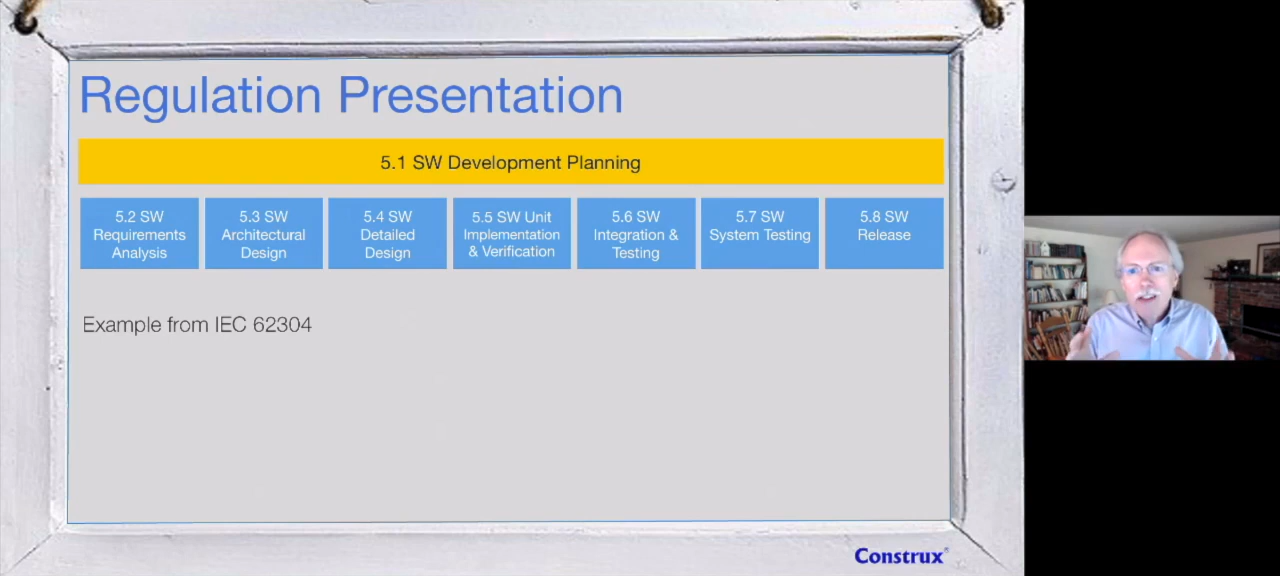 Regulation Presentation
5.1 SW Development Planning
5.2 SW
Requirements
Analysis
5.3 SW
Architectural
Design
5.4 SW
Detailed
Design
5.5 SW Unit
Implementation
& Verification
5.6 SW
Integration &
Testing
5.7 SW
System Testing
5.8 SW
Release
Example from IEC 62304
Construx®